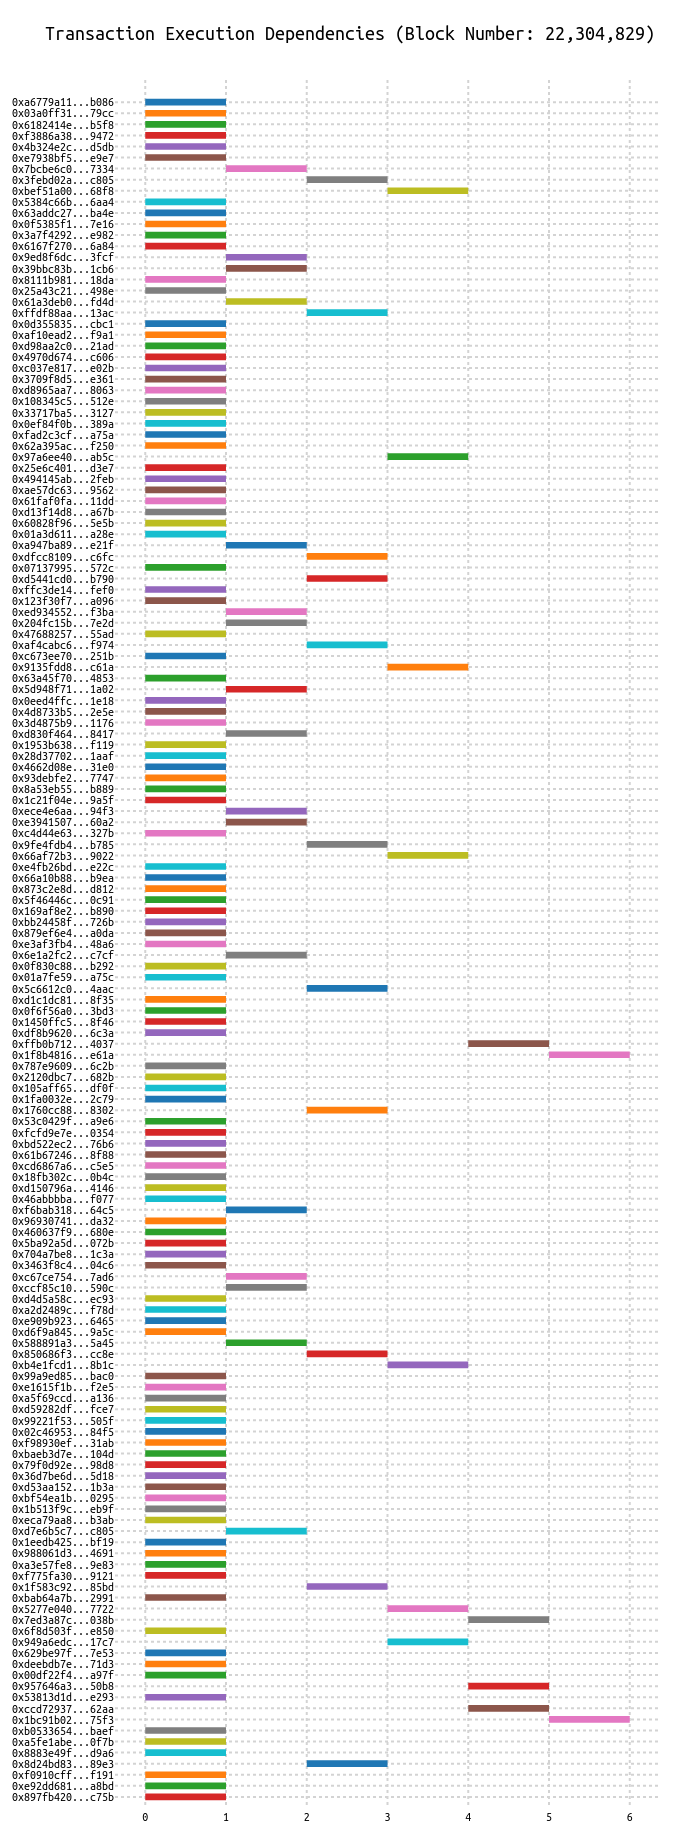 Transaction Execution Dependencies (Block Number: 22,304,829)
0xa6779a11...b086
0x03a0ff31...79cc
0x6182414e...b5f8
0xf3886a38...9472
0x4b324e2c...d5db
0xe7938bf5...e9e7
0x7bcbe6c0...7334
0x3febd02a...c805
0xbef51a00...68f8
0x5384c66b...6aa4
0x63addc27...ba4e
0x0f5385f1...7e16
0x3a7f4292...e982
0x6167f270...6a84
0x9ed8f6dc...3fcf
0x39bbc83b...1cb6
0x8111b981...18da
0x25a43c21...498e
0x61a3deb0...fd4d
0xffdf88aa...13ac
0x0d355835...cbc1
0xaf10ead2...f9a1
0xd98aa2c0...21ad
0x4970d674...c606
0xc037e817...e02b
0x3709f8d5...e361
0xd8965aa7...8063
0x108345c5...512e
0x33717ba5...3127
0x0ef84f0b...389a
0xfad2c3cf...a75a
0x62a395ac...f250
0x97a6ee40...ab5c
0x25e6c401...d3e7
0x494145ab...2feb
0xae57dc63...9562
0x61faf0fa...11dd
0xd13f14d8...a67b
0x60828f96...5e5b
0x01a3d611...a28e
0xa947ba89...e21f
0xdfcc8109...c6fc
0x07137995...572c
0xd5441cd0...b790
0xffc3de14...fef0
0x123f30f7...a096
0xed934552...f3ba
0x204fc15b...7e2d
0x47688257...55ad
0xaf4cabc6...f974
0xc673ee70...251b
0x9135fdd8...c61a
0x63a45f70...4853
0x5d948f71...1a02
0x0eed4ffc...1e18
0x4d8733b5...2e5e
0x3d4875b9...1176
0xd830f464...8417
0x1953b638...f119
0x28d37702...1aaf
0x4662d08e...31e0
0x93debfe2...7747
0x8a53eb55...b889
0x1c21f04e...9a5f
0xece4e6aa...94f3
0xe3941507...60a2
0xc4d44e63...327b
0x9fe4fdb4...b785
0x66af72b3...9022
0xe4fb26bd...e22c
0x66a10b88...b9ea
0x873c2e8d...d812
0x5f46446c...0c91
0x169af8e2...b890
0xbb24458f...726b
0x879ef6e4...a0da
0xe3af3fb4...48a6
0x6e1a2fc2...c7cf
0x0f830c88...b292
0x01a7fe59...a75c
0x5c6612c0...4aac
0xd1c1dc81...8f35
0x0f6f56a0...3bd3
0x1450ffc5...8f46
0xdf8b9620...6c3a
0xffb0b712...4037
0x1f8b4816...e61a
0x787e9609...6c2b
0x2120dbc7...682b
0x105aff65...df0f
0x1fa0032e...2c79
0x1760cc88...8302
0x53c0429f...a9e6
0xfcfd9e7e...0354
0xbd522ec2...76b6
0x61b67246...8f88
0xcd6867a6...c5e5
0x18fb302c...0b4c
0xd150796a...4146
0x46abbbba...f077
0xf6bab318...64c5
0x96930741...da32
0x460637f9...680e
0x5ba92a5d...072b
0x704a7be8...1c3a
0x3463f8c4...04c6
0xc67ce754...7ad6
0xccf85c10...590c
0xd4d5a58c...ec93
0xa2d2489c...f78d
0xe909b923...6465
0xd6f9a845...9a5c
0x588891a3...5a45
0x850686f3...cc8e
0xb4e1fcd1...8b1c
0x99a9ed85...bac0
0xe1615f1b...f2e5
0xa5f69ccd...a136
0xd59282df...fce7
0x99221f53...505f
0x02c46953...84f5
0xf98930ef...31ab
0xbaeb3d7e...104d
0x79f0d92e...98d8
0x36d7be6d...5d18
0xd53aa152...1b3a
0xbf54ea1b...0295
0x1b513f9c...eb9f
0xeca79aa8...b3ab
0xd7e6b5c7...c805
0x1eedb425...bf19
0x988061d3...4691
0xa3e57fe8...9e83
0xf775fa30...9121
0x1f583c92...85bd
0xbab64a7b...2991
0x5277e040...7722
0x7ed3a87c...038b
0x6f8d503f...e850
0x949a6edc...17c7
0x629be97f...7e53
0xdeebdb7e...71d3
0x00df22f4...a97f
0x957646a3...50b8
0x53813d1d...e293
0xccd72937...62aa
0x1bc91b02...75f3
0xb0533654...baef
0xa5fe1abe...0f7b
0x8883e49f...d9a6
0x8d24bd83...89e3
0xf0910cff...f191
0xe92dd681...a8bd
0x897fb420...c75b
0 1 2 3 4 5 6